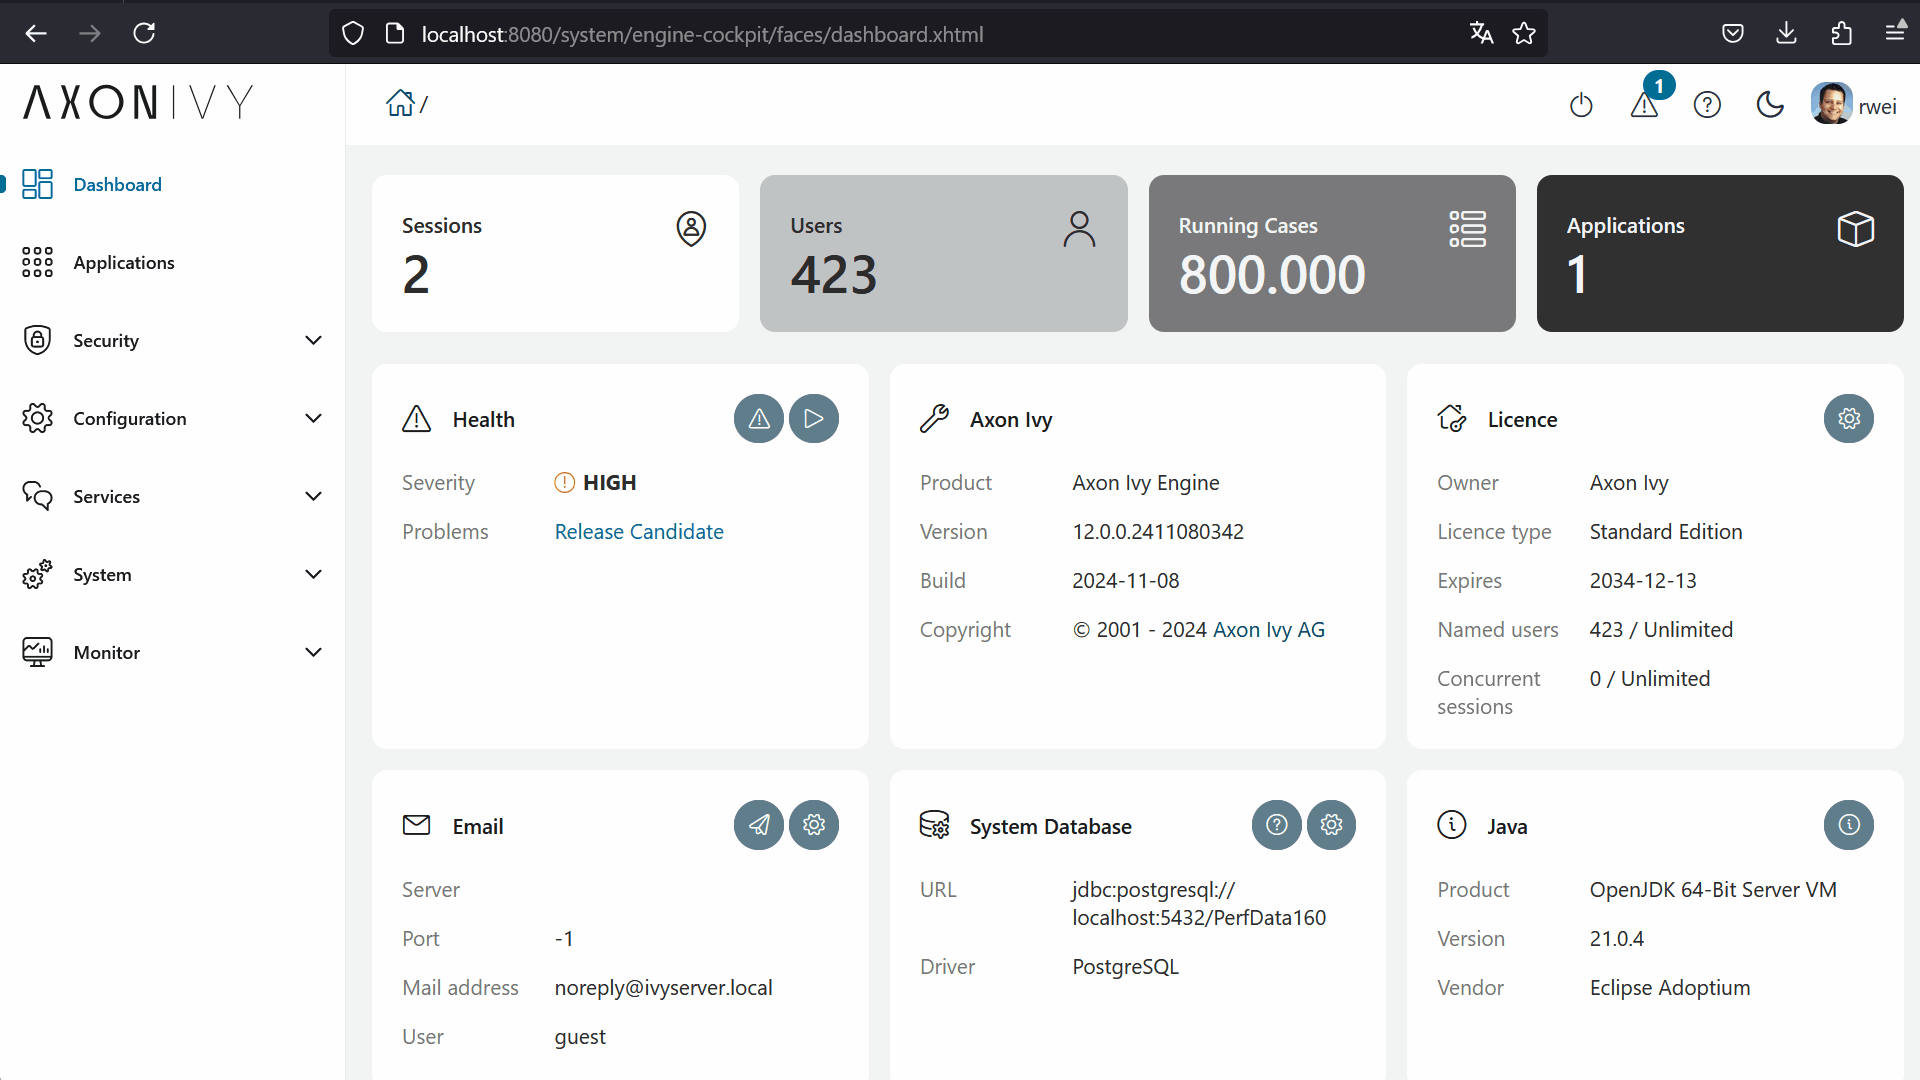 localhost:8080/system/engine-cockpit/faces/dashboard.xhtml
AXONIVY
/
1
rwei
Dashboard
Applications
Security
Configuration
Services
System
Monitor
Sessions
2
Users
423
Running Cases
800.000
Applications
1
Health
Severity
HIGH
Problems
Release Candidate
Axon Ivy
Product
Axon Ivy Engine
Version
12.0.0.2411080342
Build
2024-11-08
Copyright
© 2001 - 2024 Axon Ivy AG
Licence
Owner
Axon Ivy
Licence type
Standard Edition
Expires
2034-12-13
Named users
423 / Unlimited
Concurrent
sessions
0 / Unlimited
Email
Server
Port
-1
Mail address
noreply@ivyserver.local
User
guest
System Database
URL
jdbc:postgresql://
localhost:5432/PerfData160
Driver
PostgreSQL
Java
Product
OpenJDK 64-Bit Server VM
Version
21.0.4
Vendor
Eclipse Adoptium